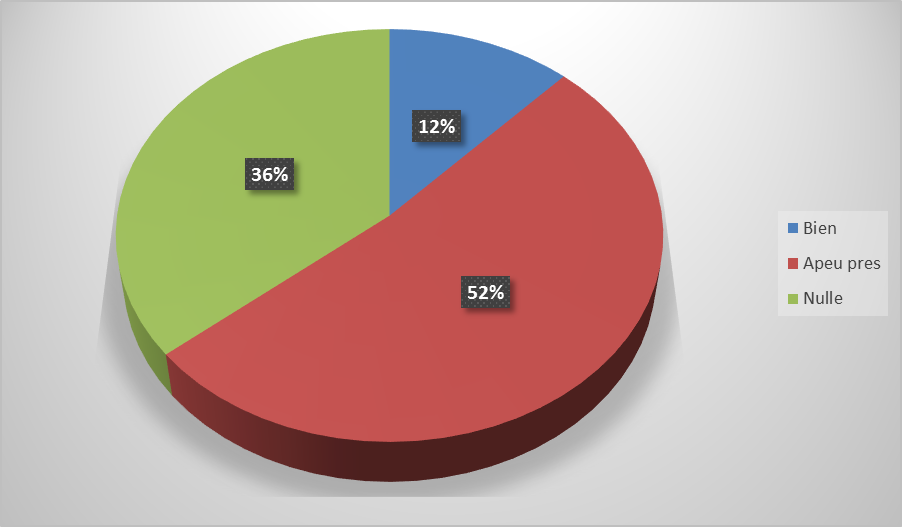 12%
36%
52%
Bien
Apeu pres
Nulle